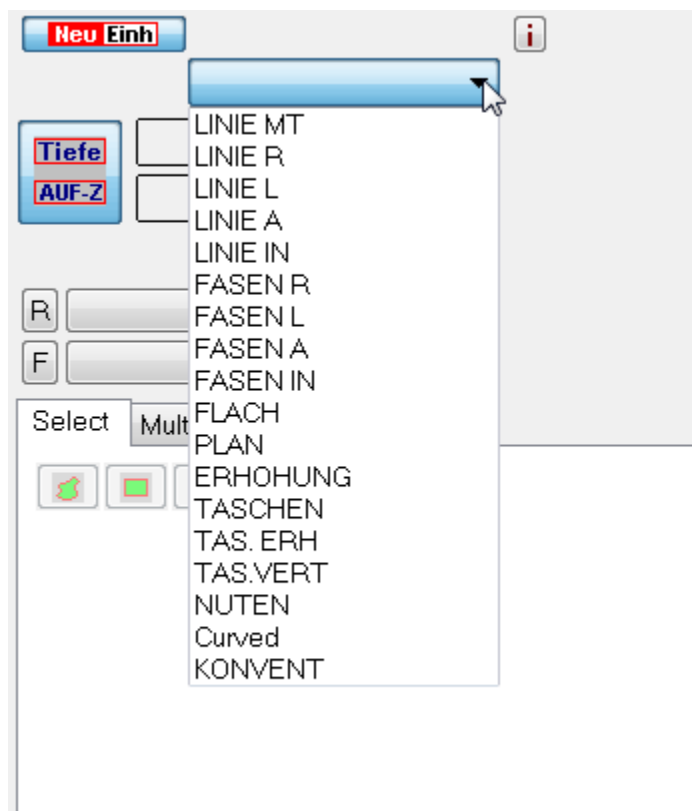 Neu Einh
i
Tiefe
AUF-Z
LINIE MT
LINIE R
LINIE L
LINIE A
LINIE IN
FASEN R
FASEN L
FASEN A
FASEN IN
FLACH
PLAN
ERHOHUNG
TASCHEN
TAS. ERH
TAS.VERT
NUTEN
Curved
KONVENT
R
F
Select Mult